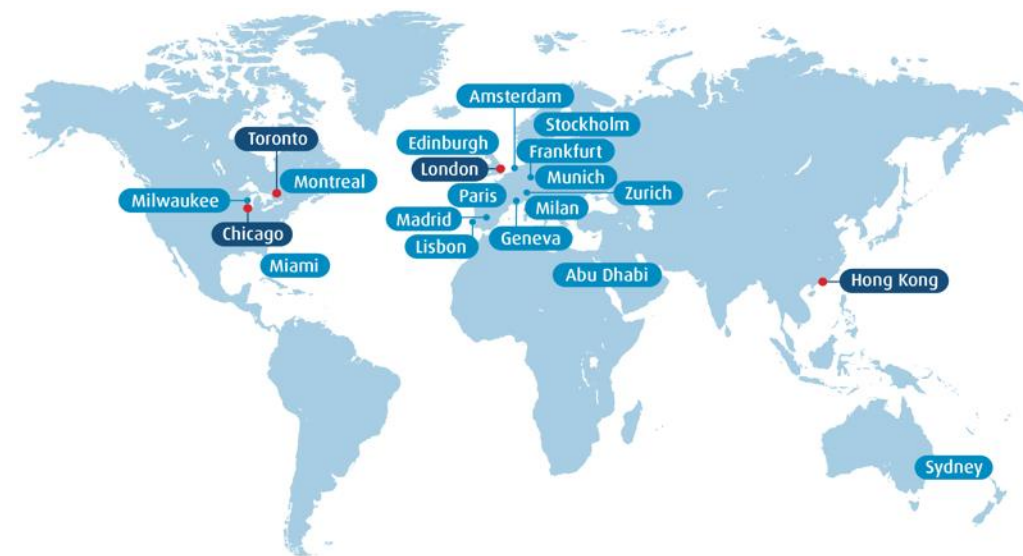 Amsterdam
Stockholm
Toronto
Edinburgh
Frankfurt
London
Montreal
Munich
Milwaukee
Paris
Zurich
Milan
Madrid
Chicago
Lisbon
Geneva
Miami
Abu Dhabi
Hong Kong
Sydney